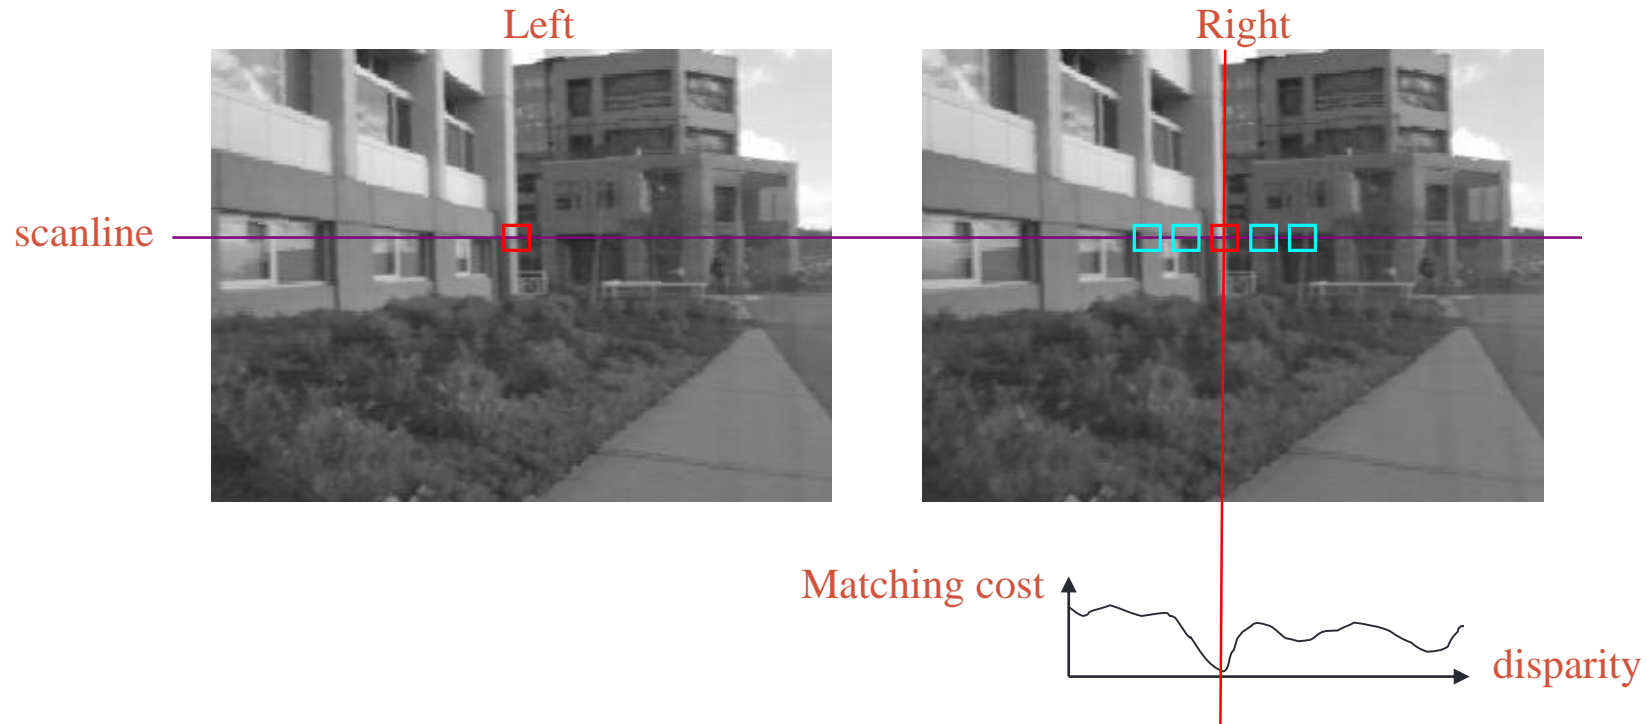 Left
Right
scanline
Matching cost
disparity